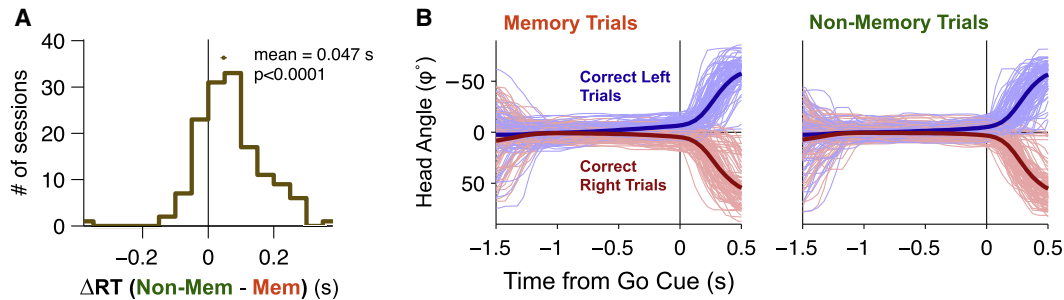 A
40
30
20
10
0
# of sessions
mean = 0.047 s
p<0.0001
−0.2
0
0.2
ΔRT (Non-Mem - Mem) (s)
B
Memory Trials
Non-Memory Trials
Head Angle (φ˚)
−50
0
50
Correct Left
Trials
Correct
Right Trials
−1.5
−1
−0.5
0
0.5
−1.5
−1
−0.5
0
0.5
Time from Go Cue (s)